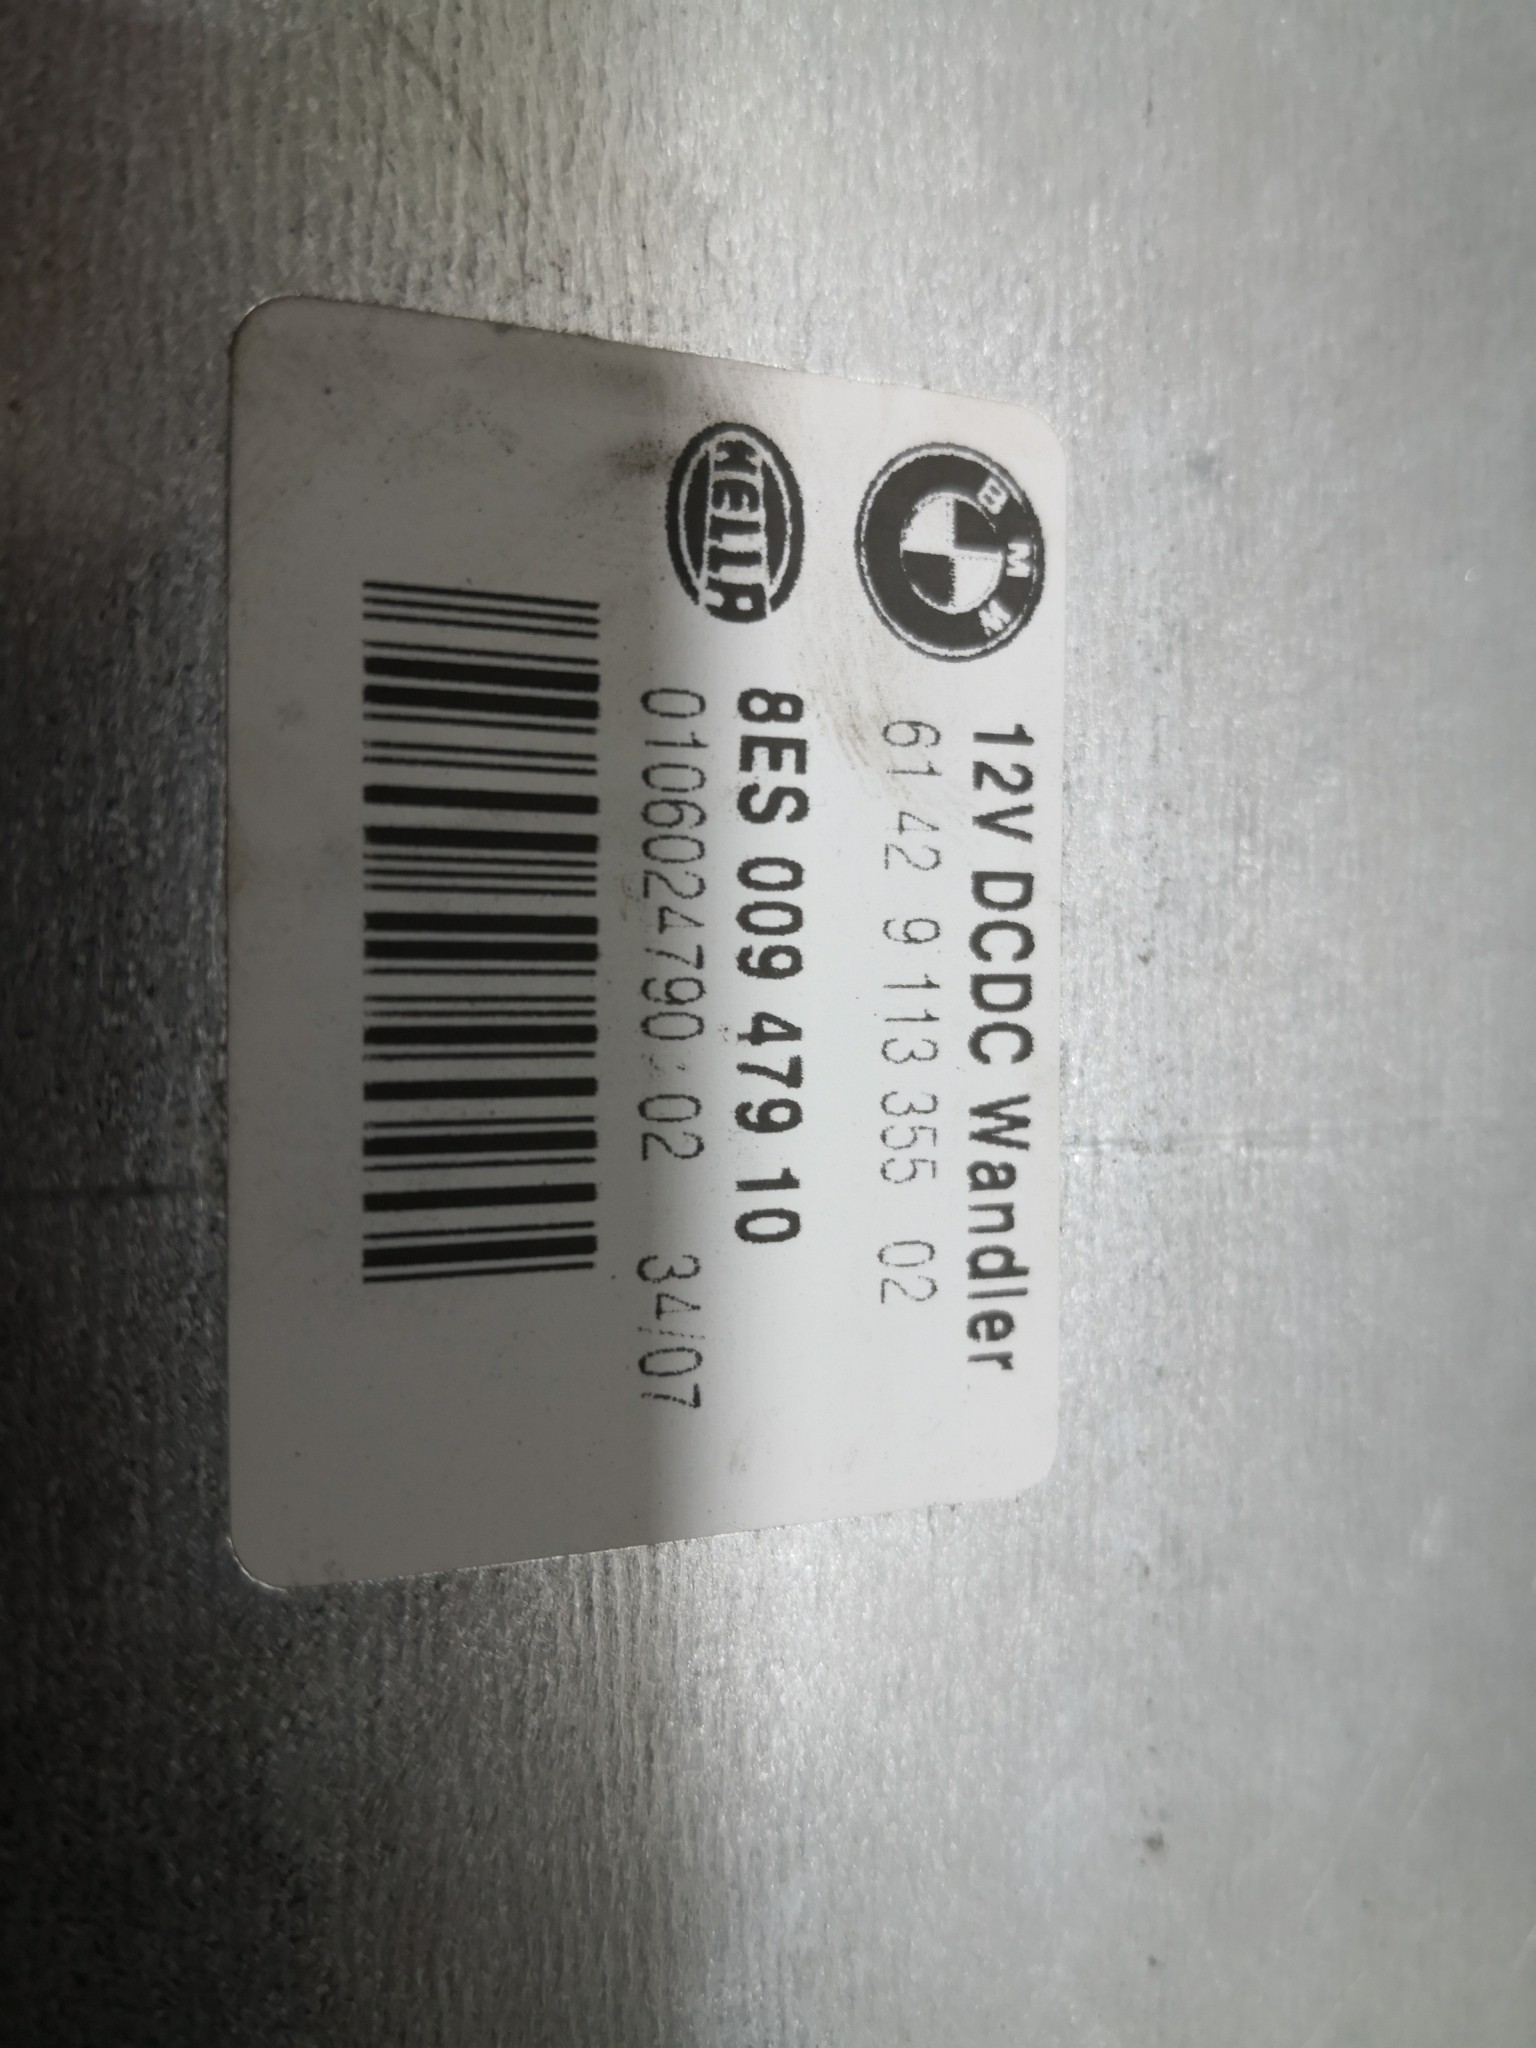 BMW
12V DCDC Wandler
61 42 9 113 355 02
HELLA
8ES 009 479 10
0106024790 02 34/07